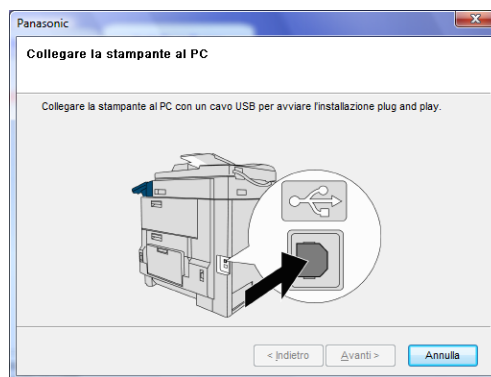 Panasonic
Collegare la stampante al PC
Collegare la stampante al PC con un cavo USB per avviare l'installazione plug and play.
< Indietro Avanti > Annulla